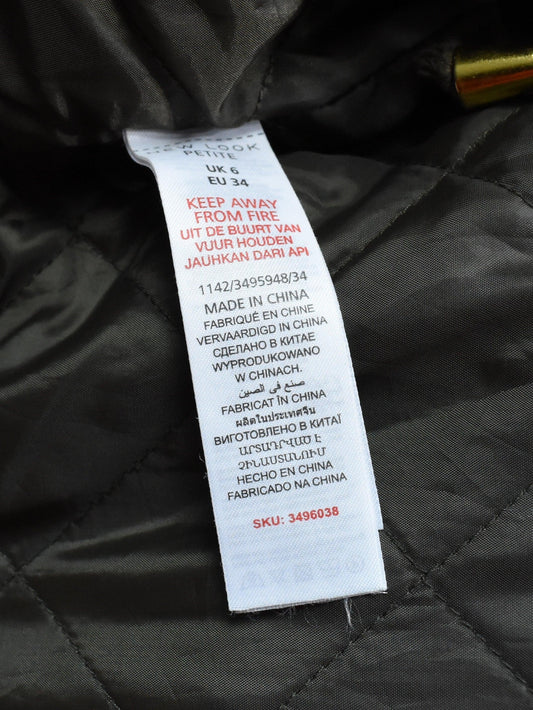 W LOOK
PETITE
UK 6
EU 34
KEEP AWAY
FROM FIRE
UIT DE BUURT VAN
VUUR HOUDEN
JAUHKAN DARI API
1142/3495948/34
MADE IN CHINA
FABRIQUÉ EN CHINE
VERVAARDIGD IN CHINA
СДЕЛАНО В КИТАЕ
WYPRODUKOWANO
W CHINACH.
صنع في الصين
FABRICAT ÎN CHINA
ผลิตในประเทศจีน
ВИГОТОВЛЕНО В КИТАЇ
ԱՐՏԱԴՐՎԱԾ Է
ՉԻՆԱՍՏԱՆՈՒՄ
HECHO EN CHINA
FABRICADO NA CHINA
SKU: 3496038